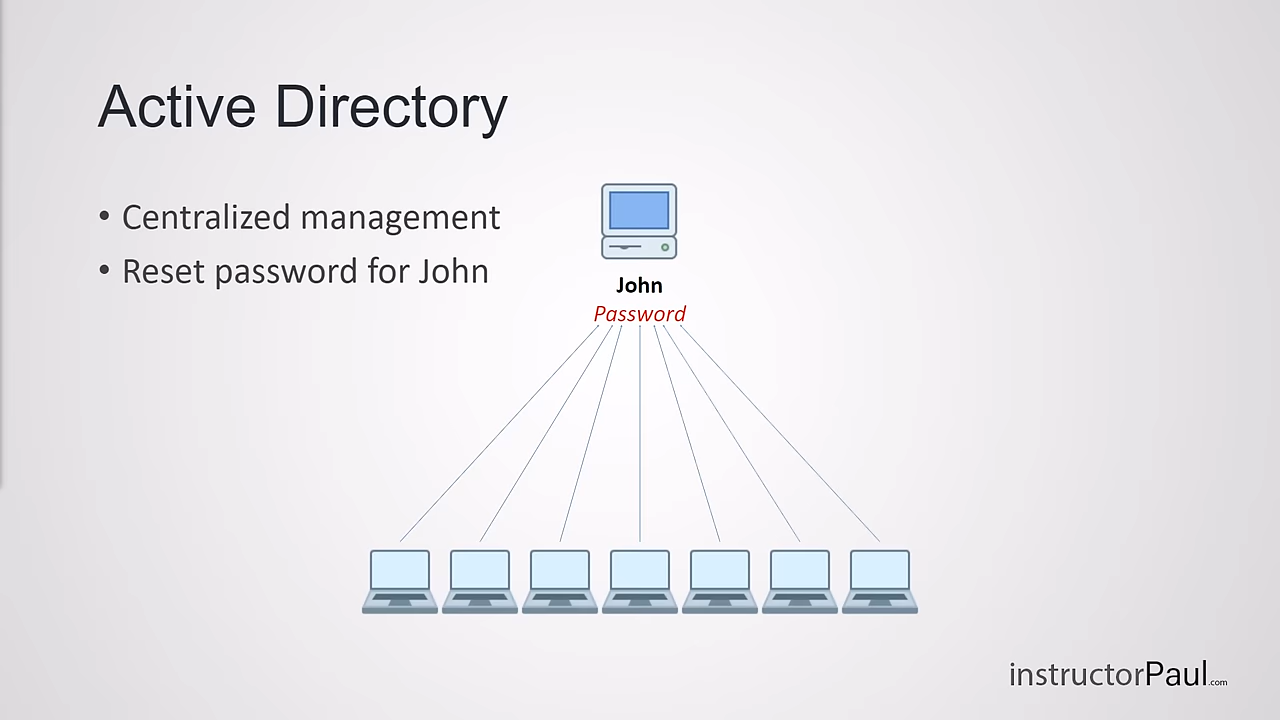 Active Directory
• Centralized management
• Reset password for John
John
Password
instructorPaul.com